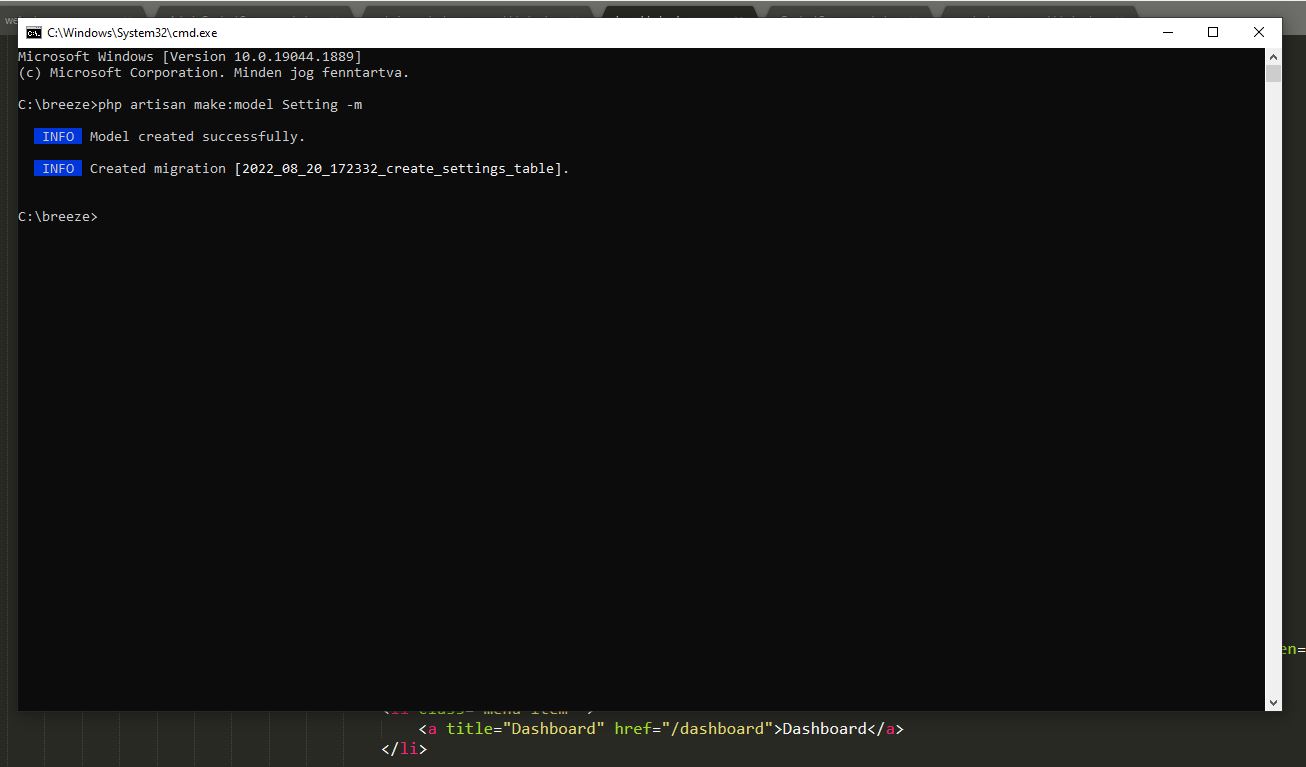 C:\Windows\System32\cmd.exe
Microsoft Windows [Version 10.0.19044.1889]
(c) Microsoft Corporation. Minden jog fenntartva.
C:\breeze>php artisan make:model Setting -m
INFO Model created successfully.
INFO Created migration [2022_08_20_172332_create_settings_table].
C:\breeze>
en=
<a title="Dashboard" href="/dashboard">Dashboard</a>
</li>